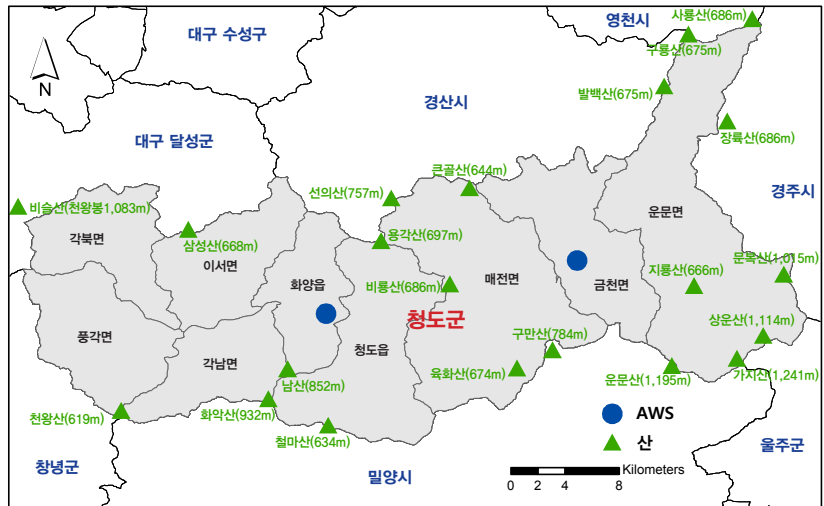 사룡산(686m)
영천시
대구 수성구
구룡산(675m)
N
발백산(675m)
경산시
장륙산(686m)
대구 달성군
큰골산(644m)
선의산(757m)
경주시
비슬산(천왕봉1,083m)
운문면
각북면
삼성산(668m)
용각산(697m)
이서면
문복산(1,015m)
지룡산(666m)
매전면
화양읍
비룡산(686m)
금천면
청도군
상운산(1,114m)
풍각면
구만산(784m)
청도읍
각남면
육화산(674m)
운문산(1,195m)
가지산(1,241m)
남산(852m)
천왕산(619m)
화악산(932m)
AWS
철마산(634m)
산
울주군
창녕군
밀양시
Kilometers
0 2 4 8